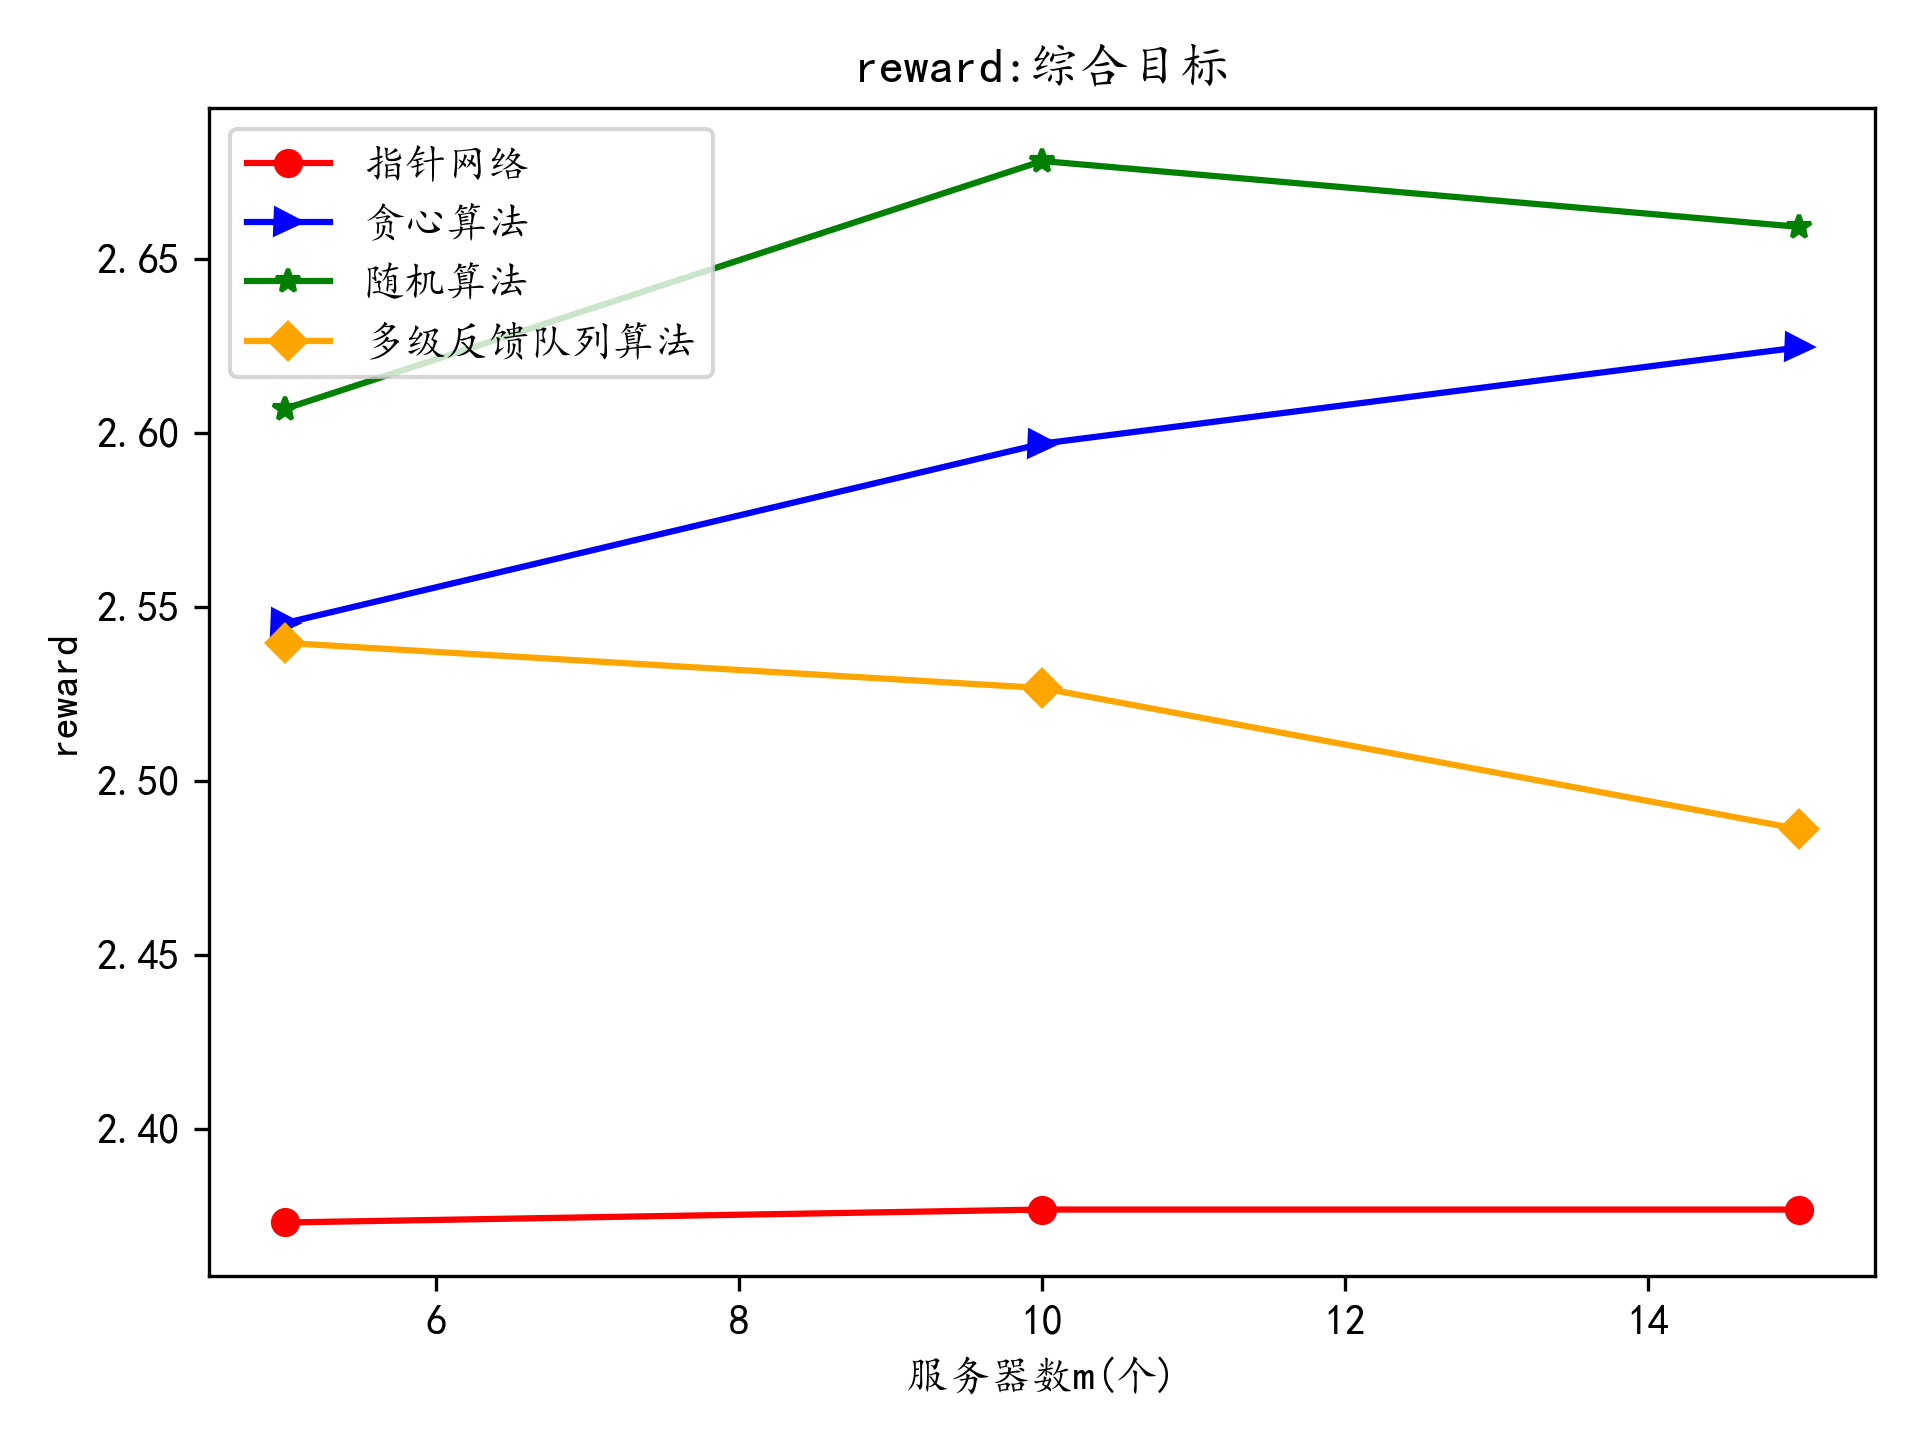 reward:综合目标
指针网络
贪心算法
随机算法
多级反馈队列算法
2.65
2.60
2.55
2.50
2.45
2.40
reward
6 8 10 12 14
服务器数m(个)